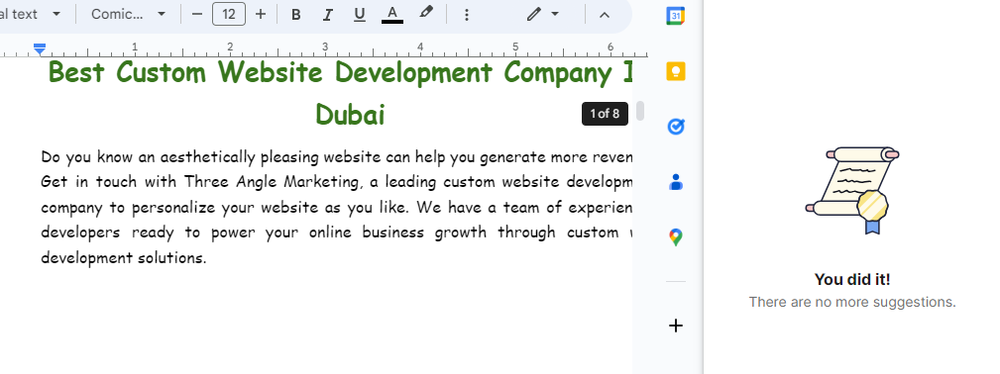 al text Comic... 12 B I U A
31
1 2 3 4 5 6
Best Custom Website Development Company I
Dubai
1 of 8
Do you know an aesthetically pleasing website can help you generate more reven
Get in touch with Three Angle Marketing, a leading custom website developm
company to personalize your website as you like. We have a team of experien
developers ready to power your online business growth through custom
development solutions.
You did it!
There are no more suggestions.